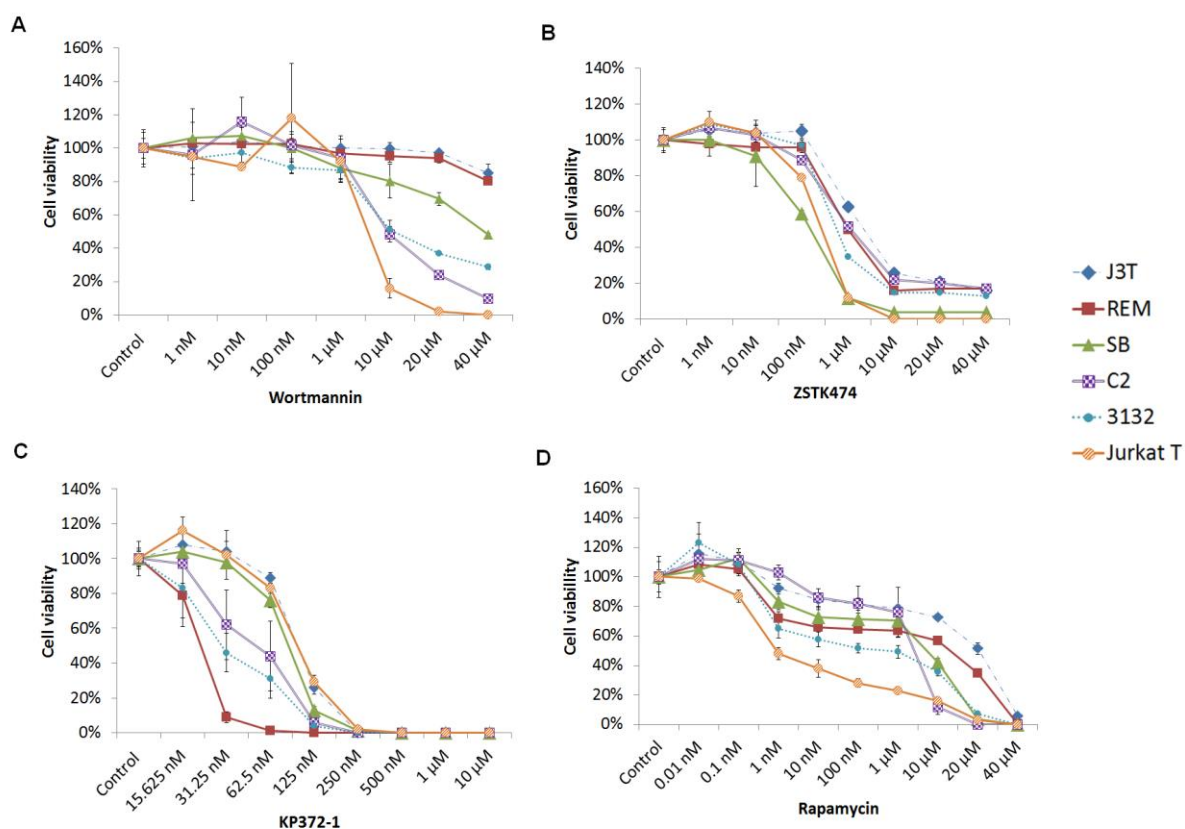 A
160%
140%
120%
100%
80%
60%
40%
20%
0%
Cell viability
Control
1 nM
10 nM
100 nM
1 µM
10 µM
20 µM
40 µM
Wortmannin
B
140%
120%
100%
80%
60%
40%
20%
0%
Cell viability
Control
1 nM
10 nM
100 nM
1 µM
10 µM
20 µM
40 µM
ZSTK474
J3T
REM
SB
C2
3132
Jurkat T
C
140%
120%
100%
80%
60%
40%
20%
0%
Cell viability
Control
15.625 nM
31.25 nM
62.5 nM
125 nM
250 nM
500 nM
1 µM
10 µM
KP372-1
D
160%
140%
120%
100%
80%
60%
40%
20%
0%
Cell viabillity
Control
0.01 nM
0.1 nM
1 nM
10 nM
100 nM
1 µM
10 µM
20 µM
40 µM
Rapamycin